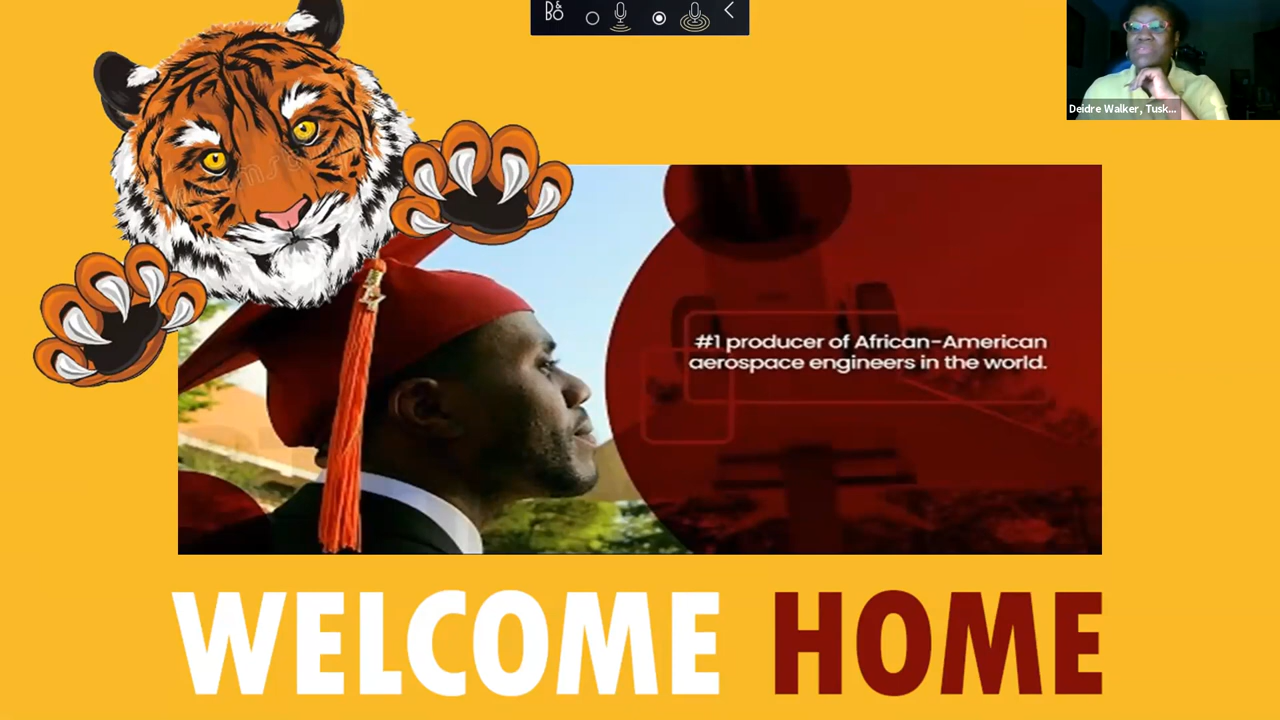 B&O
Deidre Walker, Tusk...
#1 producer of African-American
aerospace engineers in the world.
WELCOME HOME